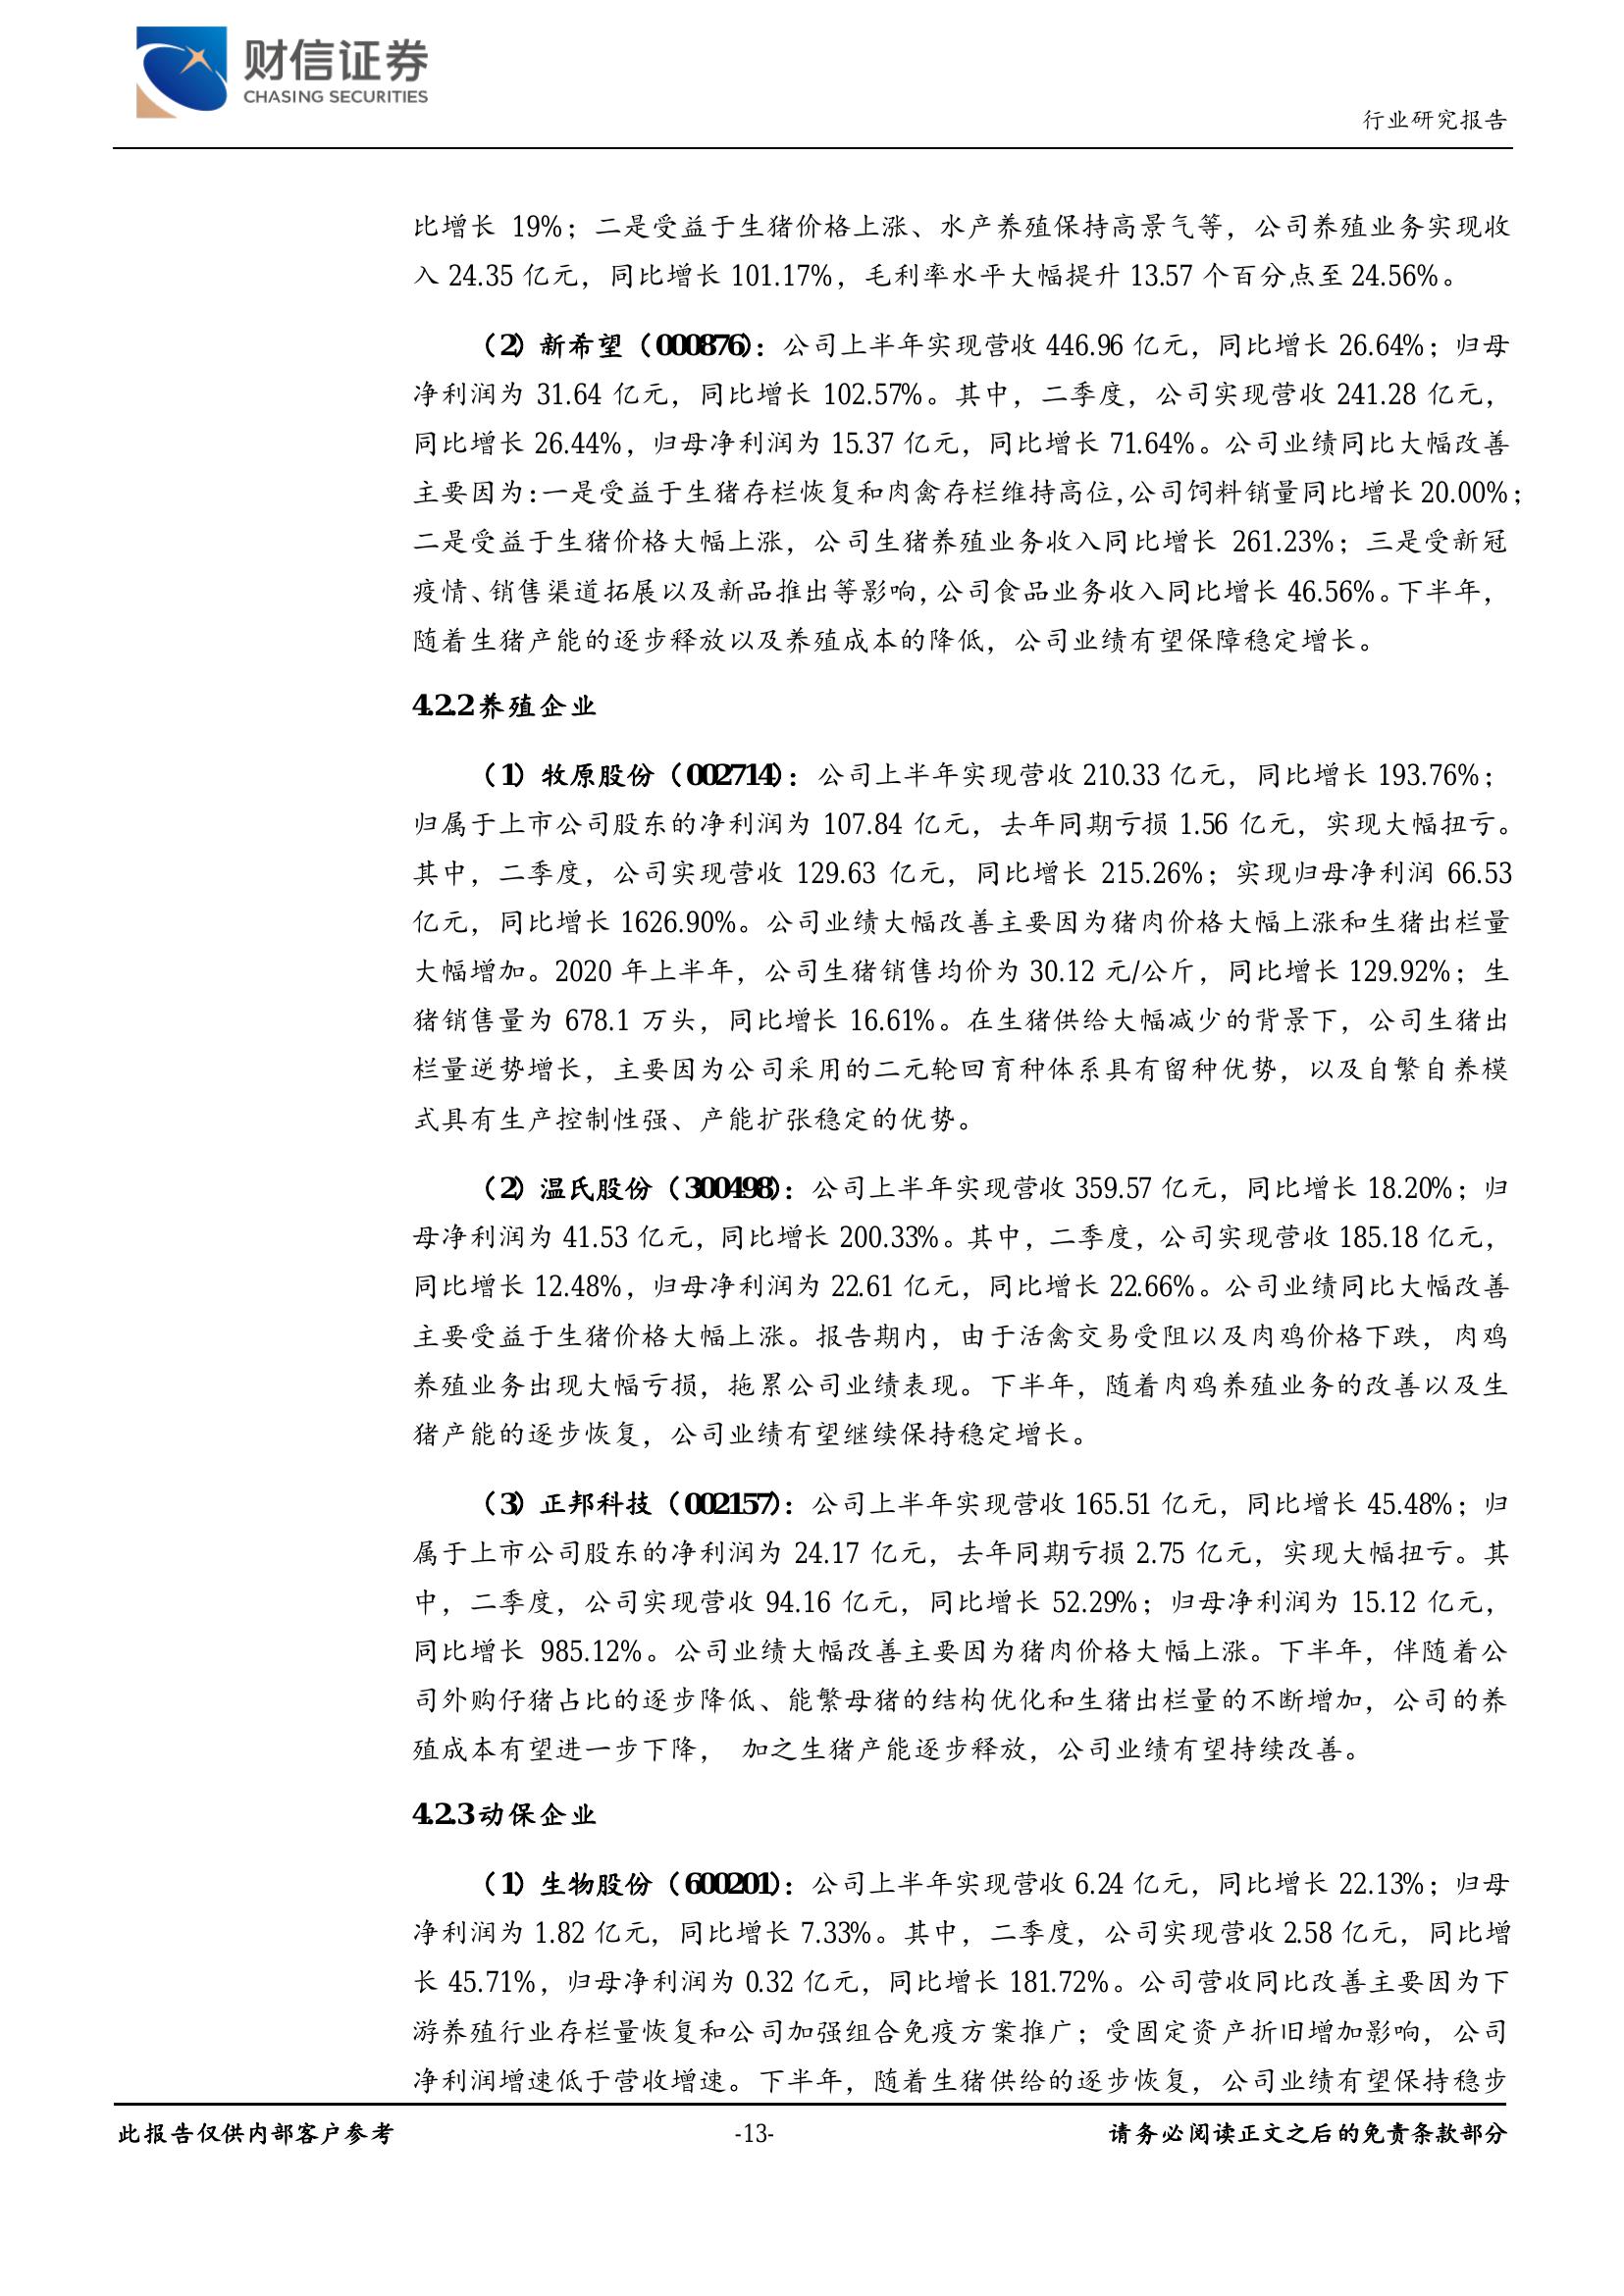 财信证券
CHASING SECURITIES
行业研究报告
比增长 19%；二是受益于生猪价格上涨、水产养殖保持高景气等，公司养殖业务实现收
入 24.35 亿元，同比增长 101.17%，毛利率水平大幅提升 13.57 个百分点至 24.56%。
（2）新希望（000876）：公司上半年实现营收 446.96 亿元，同比增长 26.64%；归母
净利润为 31.64 亿元，同比增长 102.57%。其中，二季度，公司实现营收 241.28 亿元，
同比增长 26.44%，归母净利润为 15.37 亿元，同比增长 71.64%。公司业绩同比大幅改善
主要因为：一是受益于生猪存栏恢复和肉禽存栏维持高位，公司饲料销量同比增长 20.00%；
二是受益于生猪价格大幅上涨，公司生猪养殖业务收入同比增长 261.23%；三是受新冠
疫情、销售渠道拓展以及新品推出等影响，公司食品业务收入同比增长 46.56%。下半年，
随着生猪产能的逐步释放以及养殖成本的降低，公司业绩有望保障稳定增长。
4.2.2 养殖企业
（1）牧原股份（002714）：公司上半年实现营收 210.33 亿元，同比增长 193.76%；
归属于上市公司股东的净利润为 107.84 亿元，去年同期亏损 1.56 亿元，实现大幅扭亏。
其中，二季度，公司实现营收 129.63 亿元，同比增长 215.26%；实现归母净利润 66.53
亿元，同比增长 1626.90%。公司业绩大幅改善主要因为猪肉价格大幅上涨和生猪出栏量
大幅增加。2020 年上半年，公司生猪销售均价为 30.12 元/公斤，同比增长 129.92%；生
猪销售量为 678.1 万头，同比增长 16.61%。在生猪供给大幅减少的背景下，公司生猪出
栏量逆势增长，主要因为公司采用的二元轮回育种体系具有留种优势，以及自繁自养模
式具有生产控制性强、产能扩张稳定的优势。
（2）温氏股份（300498）：公司上半年实现营收 359.57 亿元，同比增长 18.20%；归
母净利润为 41.53 亿元，同比增长 200.33%。其中，二季度，公司实现营收 185.18 亿元，
同比增长 12.48%，归母净利润为 22.61 亿元，同比增长 22.66%。公司业绩同比大幅改善
主要受益于生猪价格大幅上涨。报告期内，由于活禽交易受阻以及肉鸡价格下跌，肉鸡
养殖业务出现大幅亏损，拖累公司业绩表现。下半年，随着肉鸡养殖业务的改善以及生
猪产能的逐步恢复，公司业绩有望继续保持稳定增长。
（3）正邦科技（002157）：公司上半年实现营收 165.51 亿元，同比增长 45.48%；归
属于上市公司股东的净利润为 24.17 亿元，去年同期亏损 2.75 亿元，实现大幅扭亏。其
中，二季度，公司实现营收 94.16 亿元，同比增长 52.29%；归母净利润为 15.12 亿元，
同比增长 985.12%。公司业绩大幅改善主要因为猪肉价格大幅上涨。下半年，伴随着公
司外购仔猪占比的逐步降低、能繁母猪的结构优化和生猪出栏量的不断增加，公司的养
殖成本有望进一步下降， 加之生猪产能逐步释放，公司业绩有望持续改善。
4.2.3 动保企业
（1）生物股份（600201）：公司上半年实现营收 6.24 亿元，同比增长 22.13%；归母
净利润为 1.82 亿元，同比增长 7.33%。其中，二季度，公司实现营收 2.58 亿元，同比增
长 45.71%，归母净利润为 0.32 亿元，同比增长 181.72%。公司营收同比改善主要因为下
游养殖行业存栏量恢复和公司加强组合免疫方案推广；受固定资产折旧增加影响，公司
净利润增速低于营收增速。下半年，随着生猪供给的逐步恢复，公司业绩有望保持稳步
此报告仅供内部客户参考
-13-
请务必阅读正文之后的免责条款部分